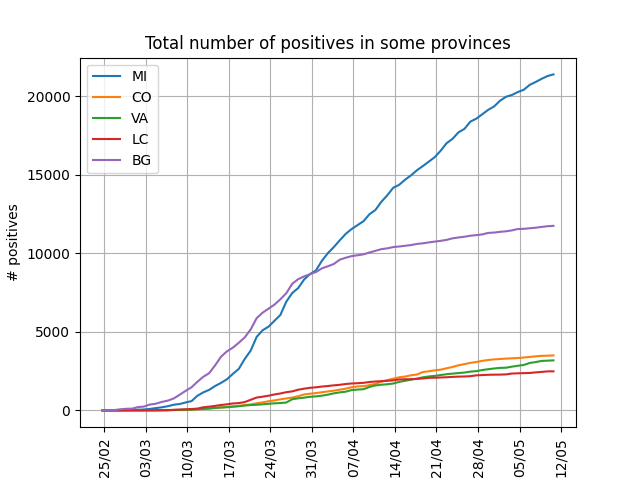 Total number of positives in some provinces
MI
CO
VA
LC
BG
# positives
20000
15000
10000
5000
0
25/02
03/03
10/03
17/03
24/03
31/03
07/04
14/04
21/04
28/04
05/05
12/05